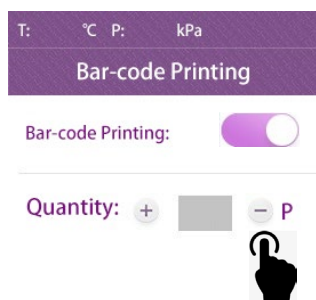 T: ℃ P: kPa
Bar-code Printing
Bar-code Printing:
Quantity: + − P